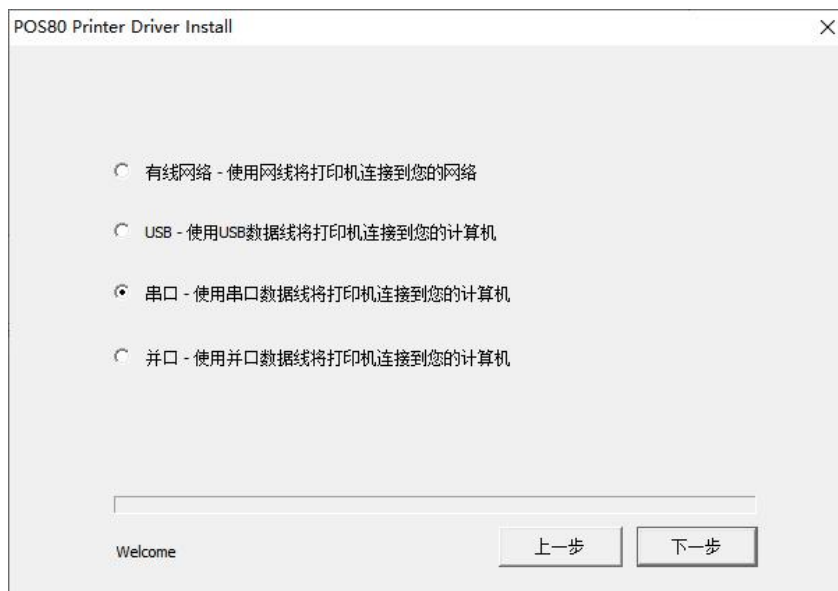 POS80 Printer Driver Install
有线网络 - 使用网线将打印机连接到您的网络
USB - 使用USB数据线将打印机连接到您的计算机
串口 - 使用串口数据线将打印机连接到您的计算机
并口 - 使用并口数据线将打印机连接到您的计算机
Welcome
上一步
下一步